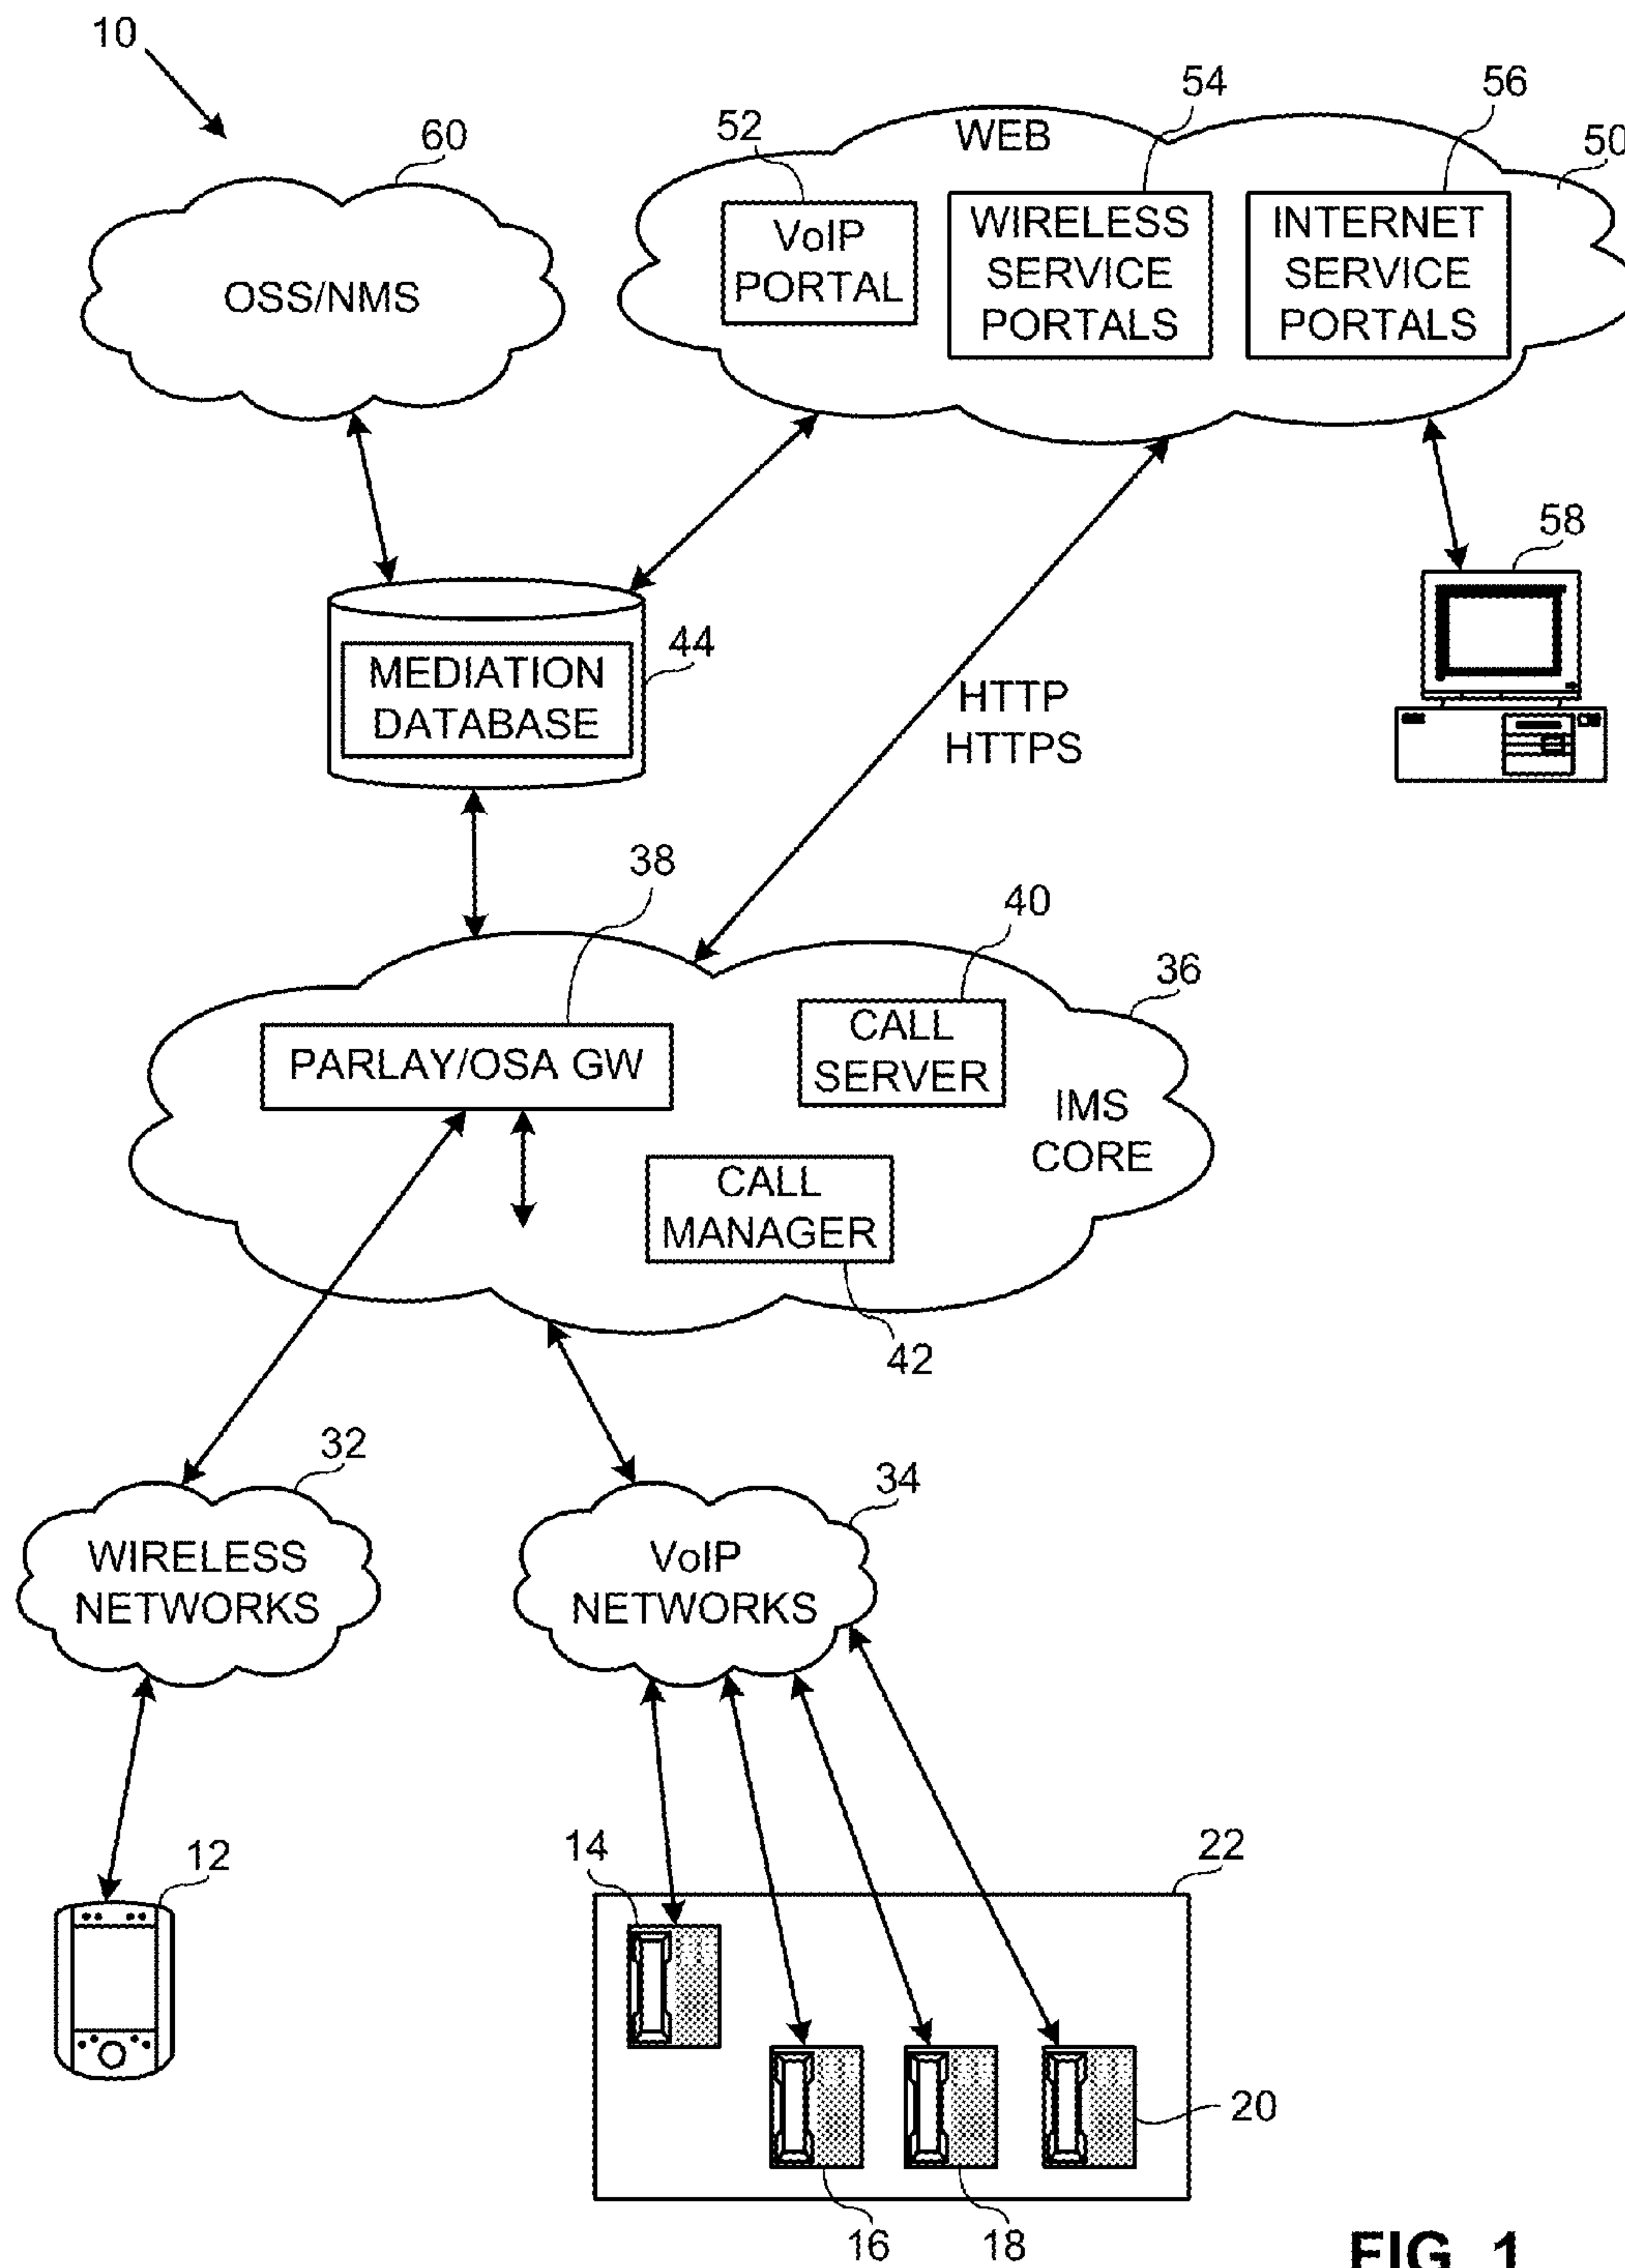 10
60
52
WEB
54
56
50
OSS/NMS
VoIP
PORTAL
WIRELESS
SERVICE
PORTALS
INTERNET
SERVICE
PORTALS
58
44
MEDIATION
DATABASE
HTTP
HTTPS
38
40
36
PARLAY/OSA GW
CALL
SERVER
IMS
CORE
CALL
MANAGER
42
32
34
WIRELESS
NETWORKS
VoIP
NETWORKS
12
14
22
20
16
18
FIG. 1